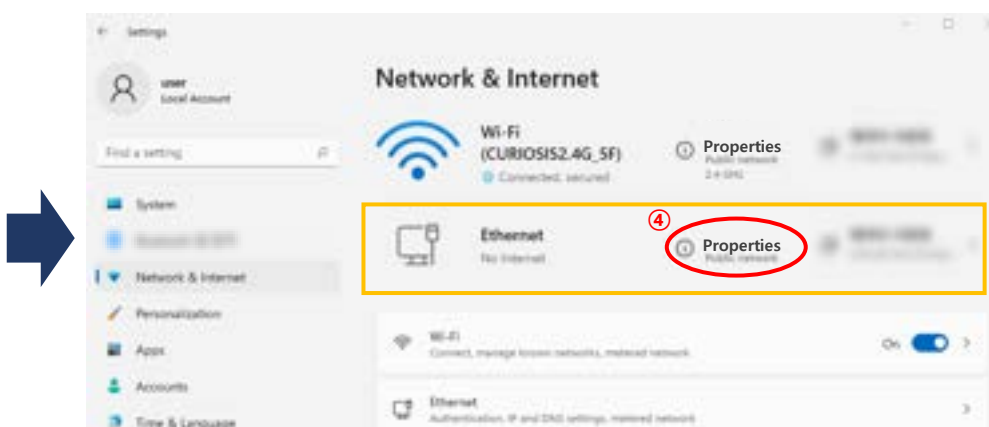 Settings
user
Local Account
Find a setting
System
Network & Internet
Personalization
Apps
Accounts
Time & Language
Network & Internet
Wi-Fi
(CURIOSIS2.4G_5F)
Connected, secured
Properties
Public network
2.4 GHz
④
Ethernet
No Internet
Properties
Public network
Wi-Fi
Connect, manage known networks, metered network
On
Ethernet
Authentication, IP and DNS settings, metered network